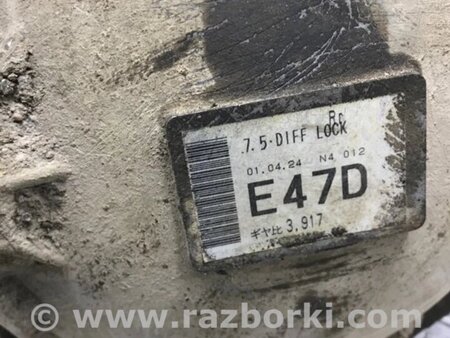 Rc
7.5-DIFF LOCK
01.04.24 N4 012
E47D
ギヤ比 3.917
© www.razborki.com